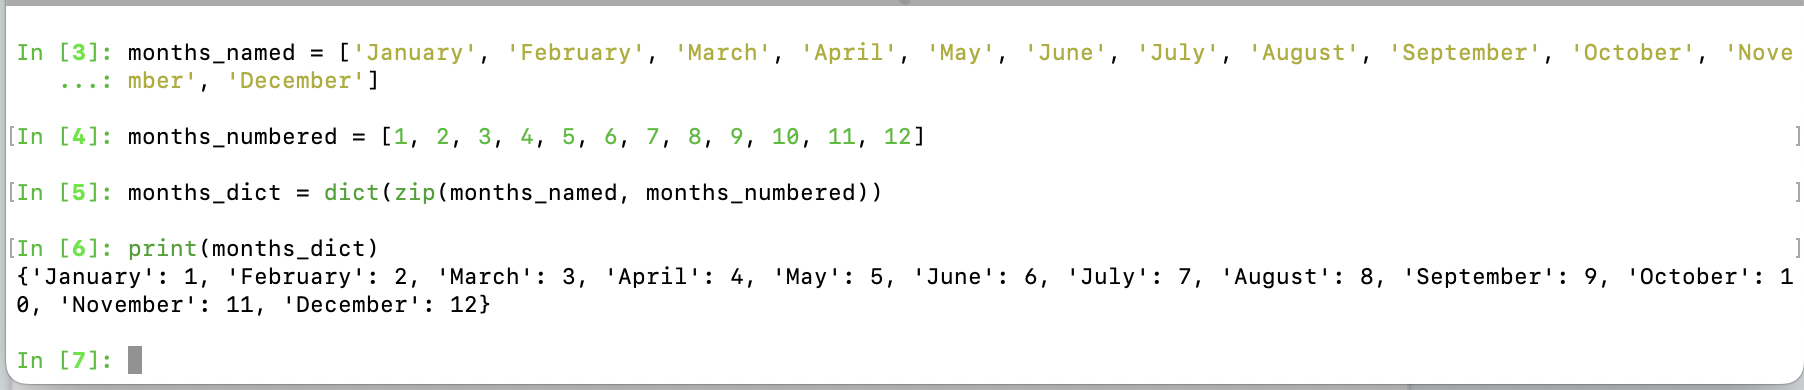 In [3]: months_named = ['January', 'February', 'March', 'April', 'May', 'June', 'July', 'August', 'September', 'October', 'Nove
   ...: mber', 'December']
[In [4]: months_numbered = [1, 2, 3, 4, 5, 6, 7, 8, 9, 10, 11, 12] ]
[In [5]: months_dict = dict(zip(months_named, months_numbered)) ]
[In [6]: print(months_dict) ]
{'January': 1, 'February': 2, 'March': 3, 'April': 4, 'May': 5, 'June': 6, 'July': 7, 'August': 8, 'September': 9, 'October': 1
0, 'November': 11, 'December': 12}
In [7]: